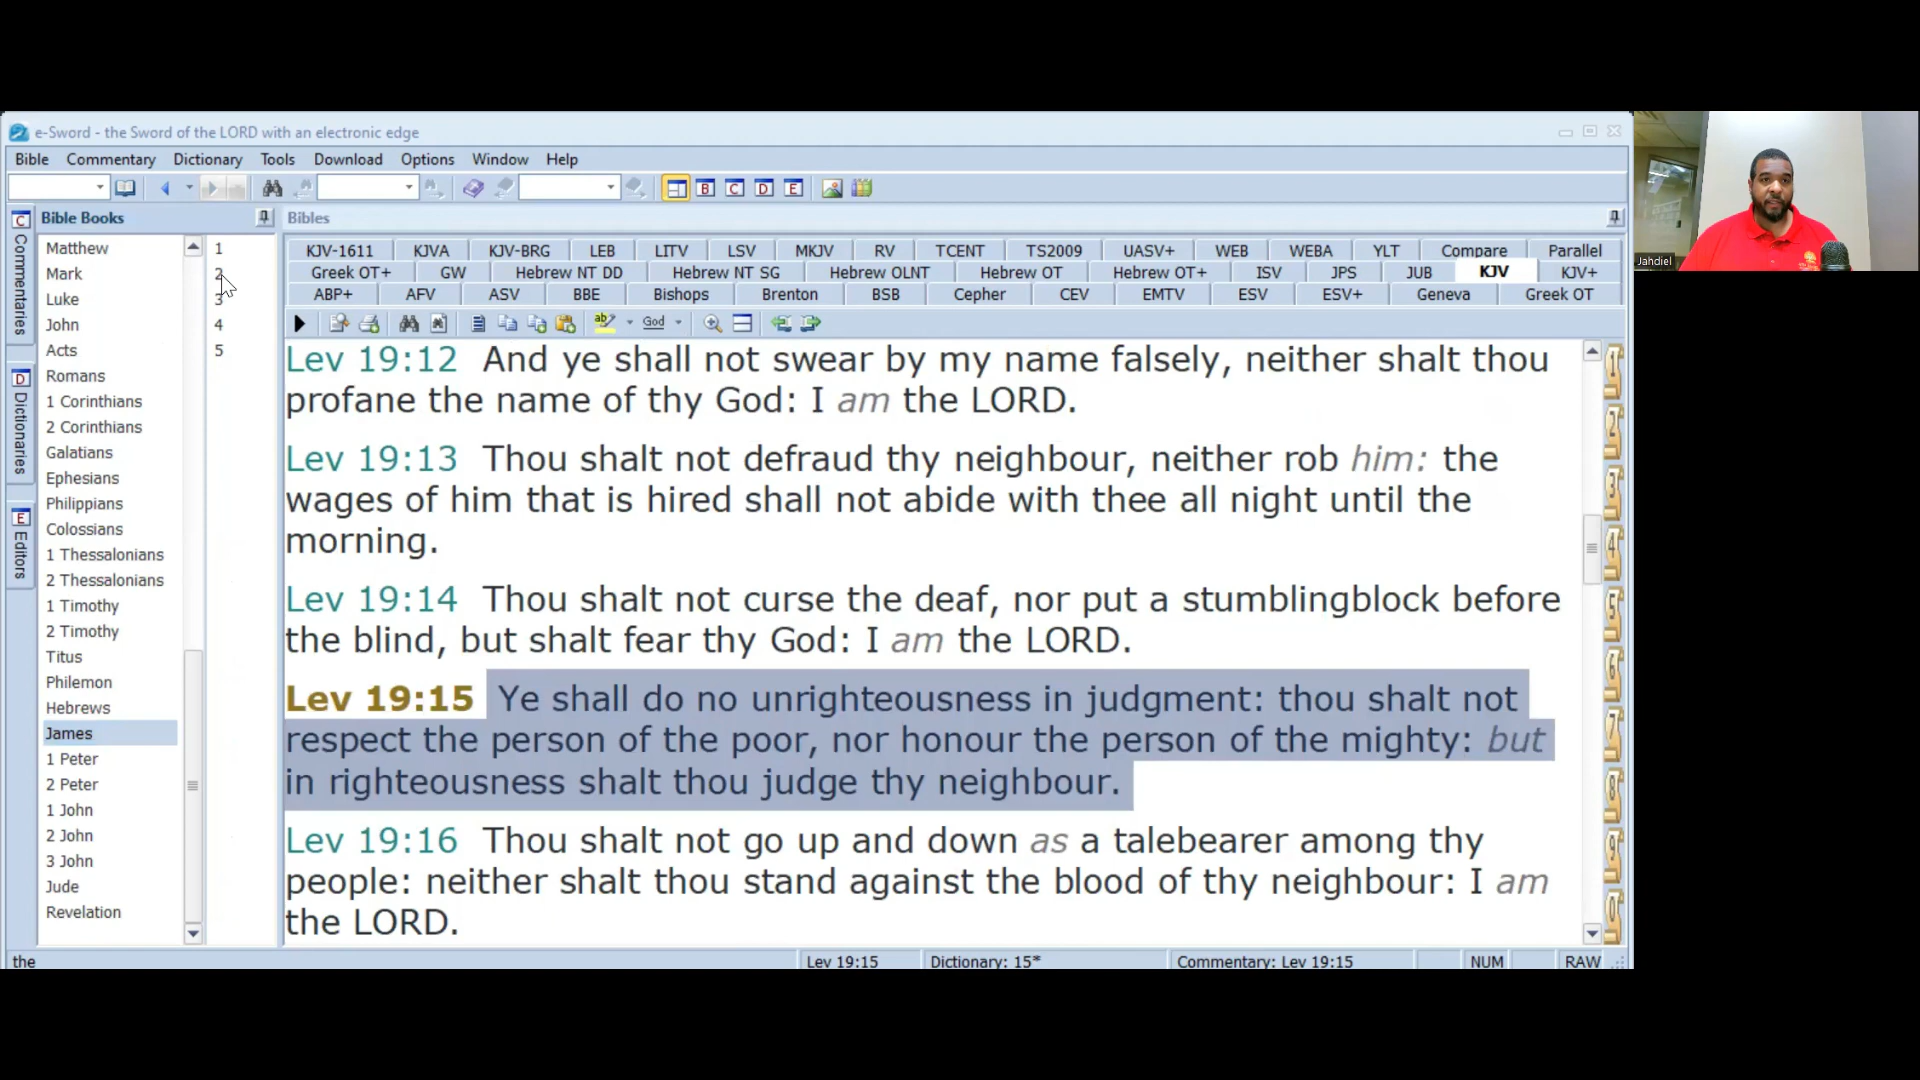 e-Sword - the Sword of the LORD with an electronic edge
Bible Commentary Dictionary Tools Download Options Window Help
B C D E
Bible Books
Bibles
C Commentaries
D Dictionaries
E Editors
Matthew
Mark
Luke
John
Acts
Romans
1 Corinthians
2 Corinthians
Galatians
Ephesians
Philippians
Colossians
1 Thessalonians
2 Thessalonians
1 Timothy
2 Timothy
Titus
Philemon
Hebrews
James
1 Peter
2 Peter
1 John
2 John
3 John
Jude
Revelation
1
2
3
4
5
KJV-1611 KJVA KJV-BRG LEB LITV LSV MKJV RV TCENT TS2009 UASV+ WEB WEBA YLT Compare Parallel
Greek OT+ GW Hebrew NT DD Hebrew NT SG Hebrew OLNT Hebrew OT Hebrew OT+ ISV JPS JUB KJV KJV+
ABP+ AFV ASV BBE Bishops Brenton BSB Cepher CEV EMTV ESV ESV+ Geneva Greek OT
ab God
Lev 19:12 And ye shall not swear by my name falsely, neither shalt thou
profane the name of thy God: I am the LORD.
Lev 19:13 Thou shalt not defraud thy neighbour, neither rob him: the
wages of him that is hired shall not abide with thee all night until the
morning.
Lev 19:14 Thou shalt not curse the deaf, nor put a stumblingblock before
the blind, but shalt fear thy God: I am the LORD.
Lev 19:15 Ye shall do no unrighteousness in judgment: thou shalt not
respect the person of the poor, nor honour the person of the mighty: but
in righteousness shalt thou judge thy neighbour.
Lev 19:16 Thou shalt not go up and down as a talebearer among thy
people: neither shalt thou stand against the blood of thy neighbour: I am
the LORD.
1
2
3
4
5
6
7
8
9
0
the Lev 19:15 Dictionary: 15* Commentary: Lev 19:15 NUM RAW
Jahdiel